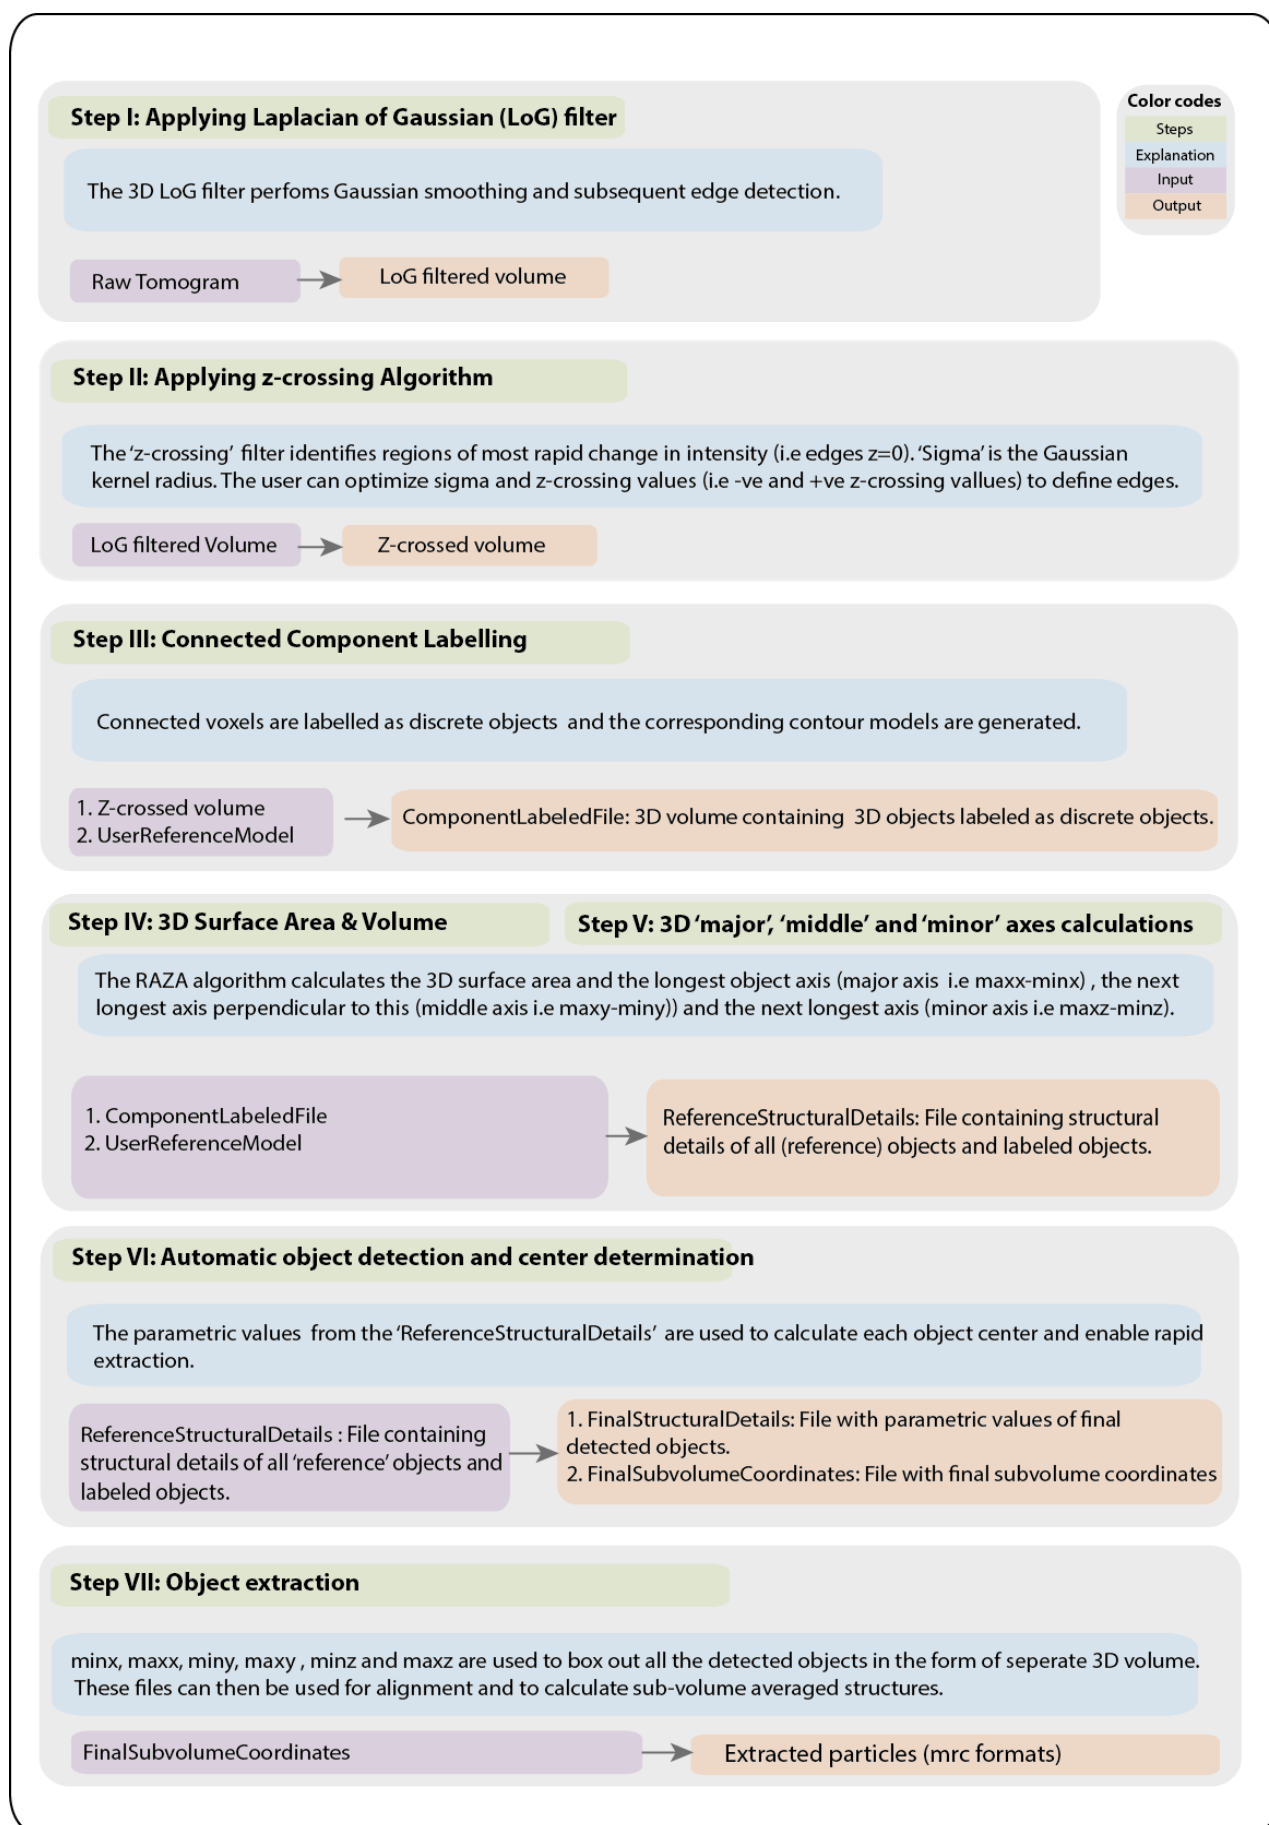 Step I: Applying Laplacian of Gaussian (LoG) filter
The 3D LoG filter perfoms Gaussian smoothing and subsequent edge detection.
Raw Tomogram
LoG filtered volume
Color codes
Steps
Explanation
Input
Output
Step II: Applying z-crossing Algorithm
The ‘z-crossing’ filter identifies regions of most rapid change in intensity (i.e edges z=0). ‘Sigma’ is the Gaussian
kernel radius. The user can optimize sigma and z-crossing values (i.e -ve and +ve z-crossing vallues) to define edges.
LoG filtered Volume
Z-crossed volume
Step III: Connected Component Labelling
Connected voxels are labelled as discrete objects and the corresponding contour models are generated.
1. Z-crossed volume
2. UserReferenceModel
ComponentLabeledFile: 3D volume containing 3D objects labeled as discrete objects.
Step IV: 3D Surface Area & Volume
Step V: 3D ‘major’, ‘middle’ and ‘minor’ axes calculations
The RAZA algorithm calculates the 3D surface area and the longest object axis (major axis i.e maxx-minx) , the next
longest axis perpendicular to this (middle axis i.e maxy-miny)) and the next longest axis (minor axis i.e maxz-minz).
1. ComponentLabeledFile
2. UserReferenceModel
ReferenceStructuralDetails: File containing structural
details of all (reference) objects and labeled objects.
Step VI: Automatic object detection and center determination
The parametric values from the ‘ReferenceStructuralDetails’ are used to calculate each object center and enable rapid
extraction.
ReferenceStructuralDetails : File containing
structural details of all ‘reference’ objects and
labeled objects.
1. FinalStructuralDetails: File with parametric values of final
detected objects.
2. FinalSubvolumeCoordinates: File with final subvolume coordinates
Step VII: Object extraction
minx, maxx, miny, maxy , minz and maxz are used to box out all the detected objects in the form of seperate 3D volume.
These files can then be used for alignment and to calculate sub-volume averaged structures.
FinalSubvolumeCoordinates
Extracted particles (mrc formats)